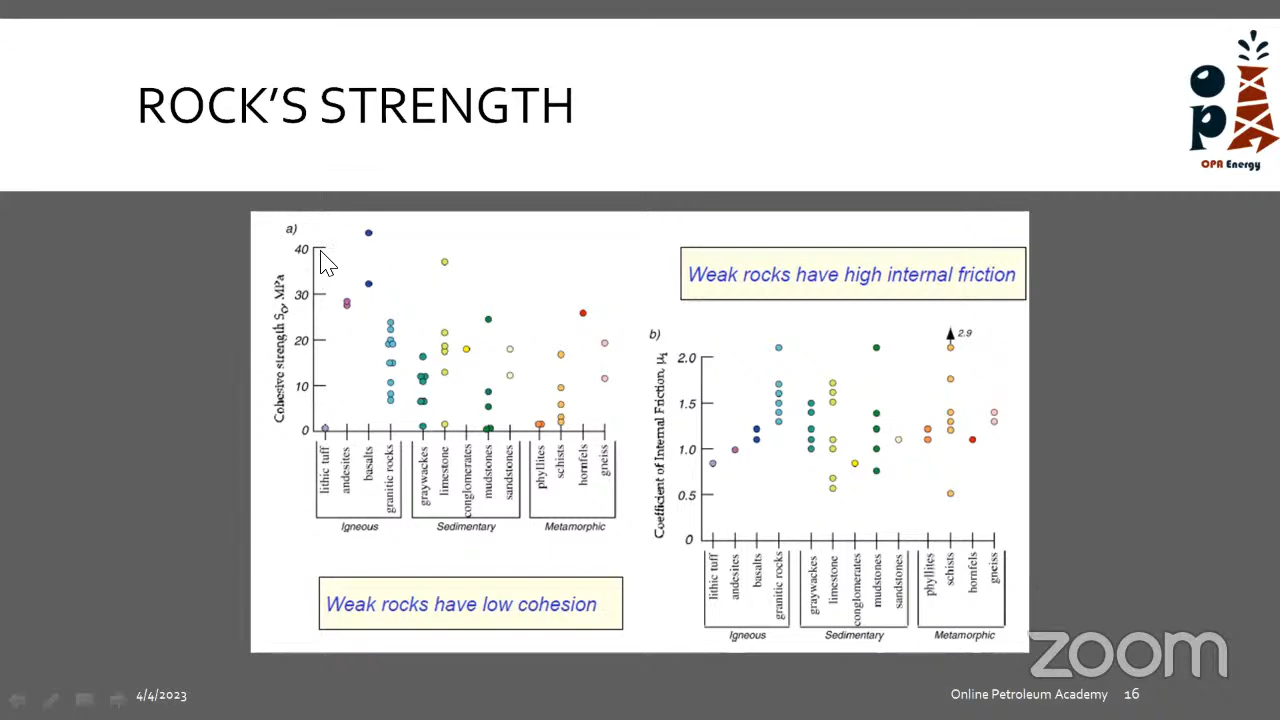 ROCK'S STRENGTH
OPA Energy
a)
40
30
20
10
0
Cohesive strength S₀, MPa
lithic tuff
andesites
basalts
granitic rocks
graywackes
limestone
conglomerates
mudstones
sandstones
phyllites
schists
hornfels
gneiss
Igneous
Sedimentary
Metamorphic
Weak rocks have low cohesion
Weak rocks have high internal friction
b)
2.9
2.0
1.5
1.0
0.5
0
Coefficient of Internal Friction, μᵢ
lithic tuff
andesites
basalts
granitic rocks
graywackes
limestone
conglomerates
mudstones
sandstones
phyllites
schists
hornfels
gneiss
Igneous
Sedimentary
Metamorphic
zoom
4/4/2023
Online Petroleum Academy
16